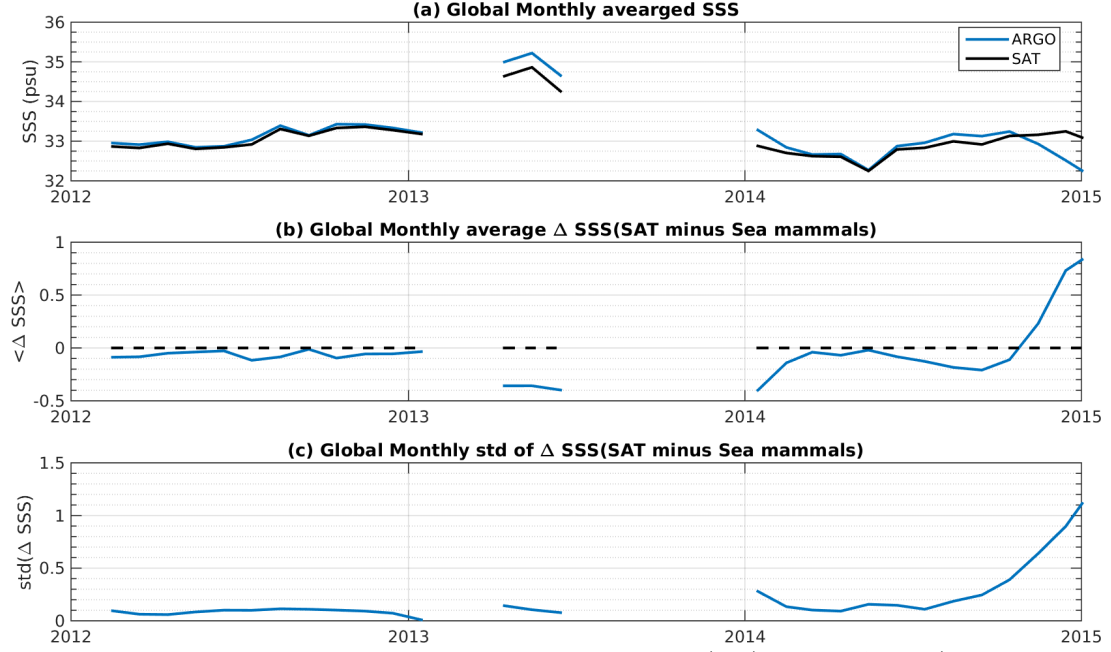 (a) Global Monthly avearged SSS
36
35
34
33
32
SSS (psu)
ARGO
SAT
2012 2013 2014 2015
(b) Global Monthly average Δ SSS(SAT minus Sea mammals)
1
0.5
0
-0.5
<Δ SSS>
2012 2013 2014 2015
(c) Global Monthly std of Δ SSS(SAT minus Sea mammals)
1.5
1
0.5
0
std(Δ SSS)
2012 2013 2014 2015